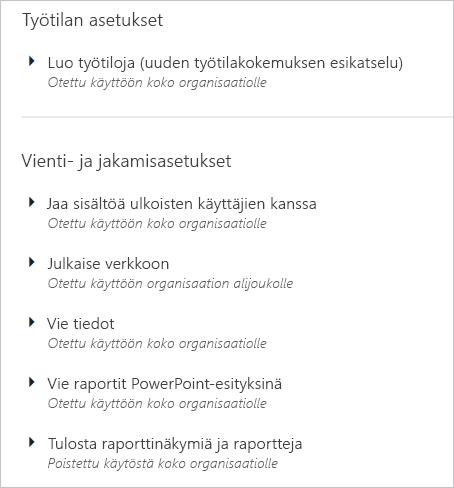 Työtilan asetukset
Luo työtiloja (uuden työtilakokemuksen esikatselu)
Otettu käyttöön koko organisaatiolle
Vienti- ja jakamisasetukset
Jaa sisältöä ulkoisten käyttäjien kanssa
Otettu käyttöön koko organisaatiolle
Julkaise verkkoon
Otettu käyttöön organisaation alijoukolle
Vie tiedot
Otettu käyttöön koko organisaatiolle
Vie raportit PowerPoint-esityksinä
Otettu käyttöön koko organisaatiolle
Tulosta raporttinäkymiä ja raportteja
Poistettu käytöstä koko organisaatiolle